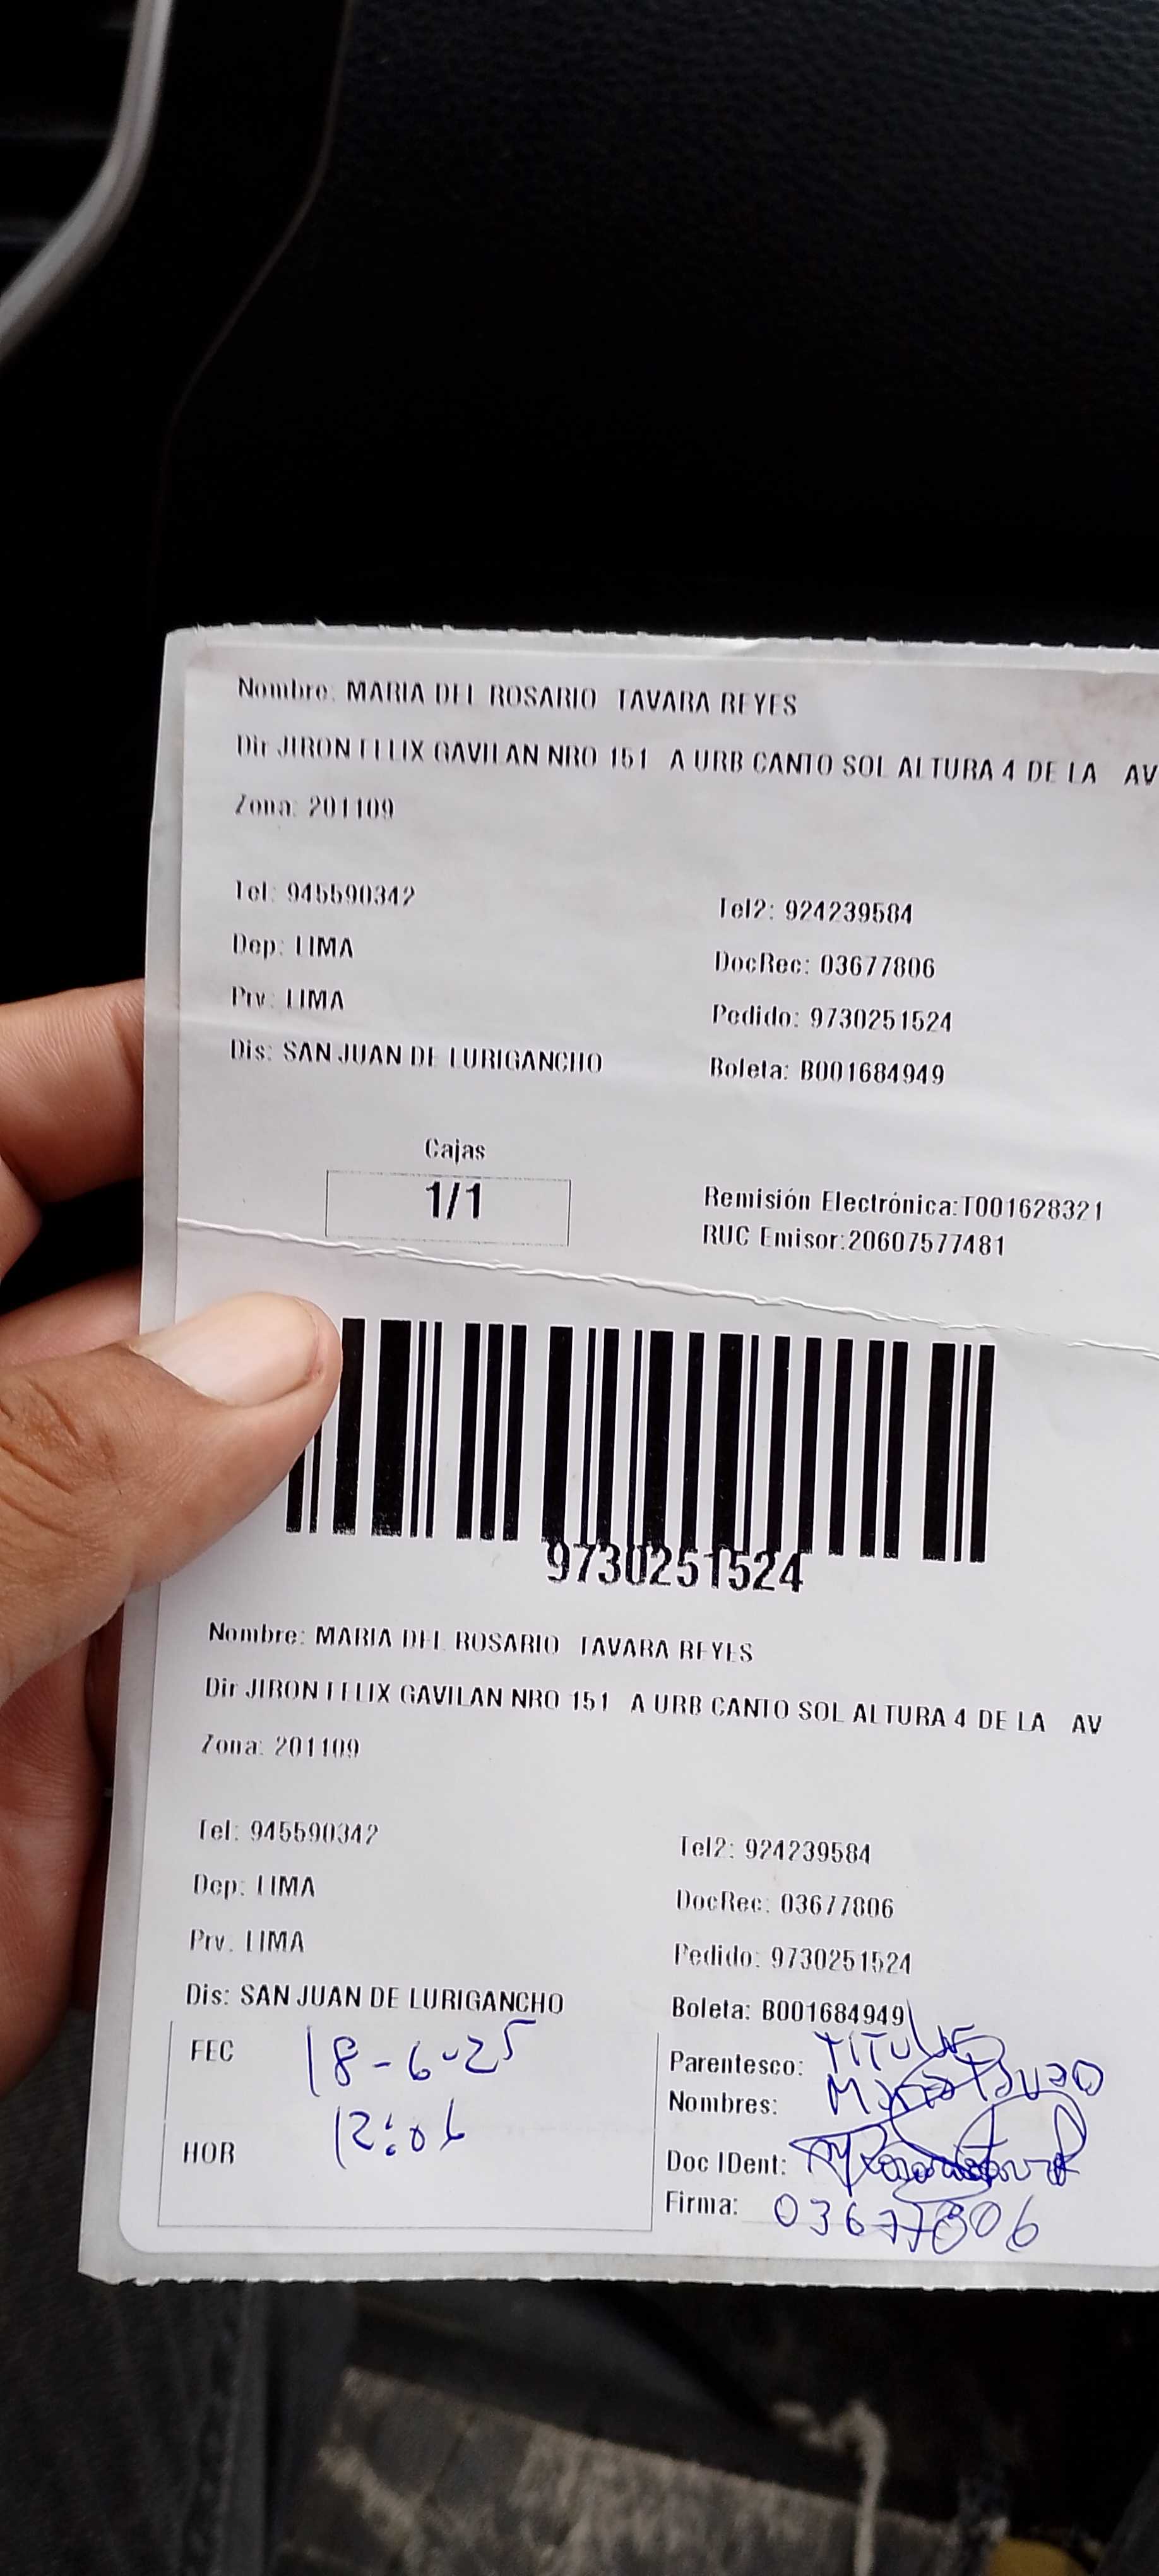 Nombre: MARIA DEL ROSARIO TAVARA REYES
Dir JIRON FELIX GAVILAN NRO 151 A URB CANTO SOL ALTURA 4 DE LA AV
Zona: 201109
Tel: 945590342 Tel2: 924239584
Dep: LIMA DocRec: 03677806
Prv: LIMA Pedido: 9730251524
Dis: SAN JUAN DE LURIGANCHO Boleta: B001684949
Cajas
1/1
Remisión Electrónica:T001628321
RUC Emisor:20607577481
9730251524
Nombre: MARIA DEL ROSARIO TAVARA REYES
Dir JIRON FELIX GAVILAN NRO 151 A URB CANTO SOL ALTURA 4 DE LA AV
Zona: 201109
Tel: 945590342 Tel2: 924239584
Dep: LIMA DocRec: 03677806
Prv. LIMA Pedido: 9730251524
Dis: SAN JUAN DE LURIGANCHO Boleta: B001684949
FEC 18-6-25 Parentesco:
12:06 Nombres:
HOR Doc IDent:
Firma: 03677806